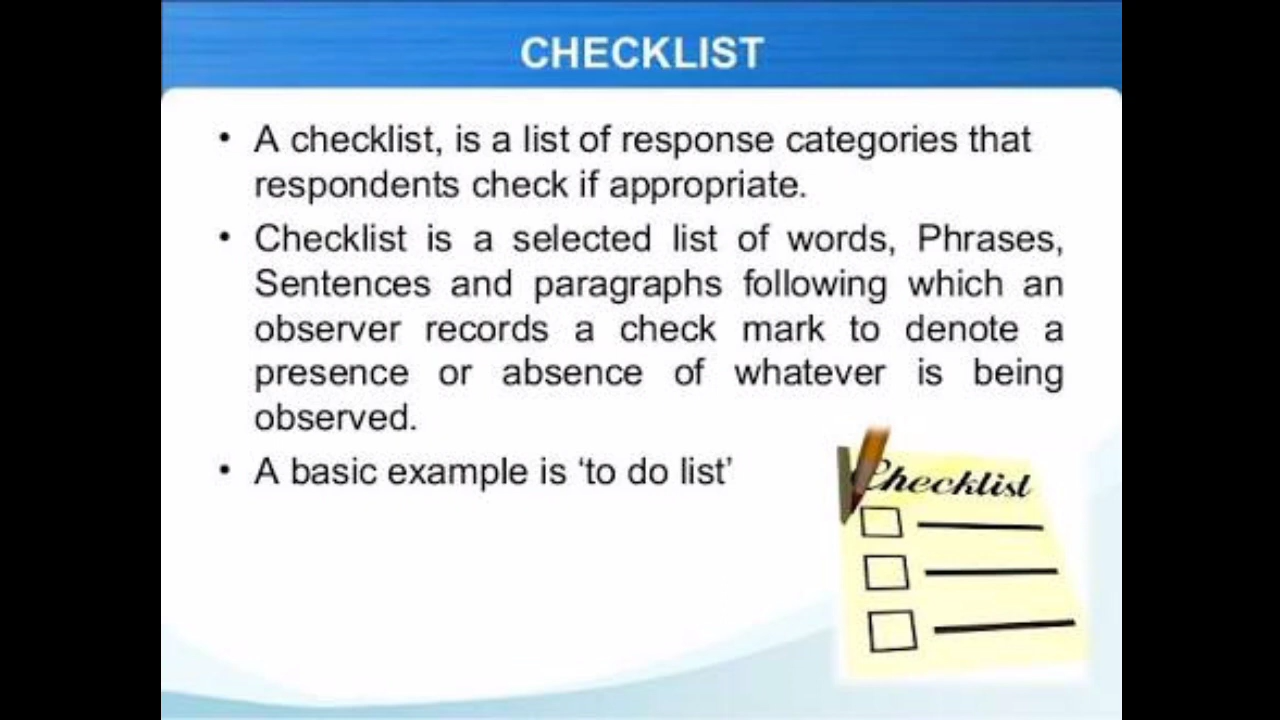 CHECKLIST
• A checklist, is a list of response categories that
respondents check if appropriate.
• Checklist is a selected list of words, Phrases,
Sentences and paragraphs following which an
observer records a check mark to denote a
presence or absence of whatever is being
observed.
• A basic example is ‘to do list’
Checklist